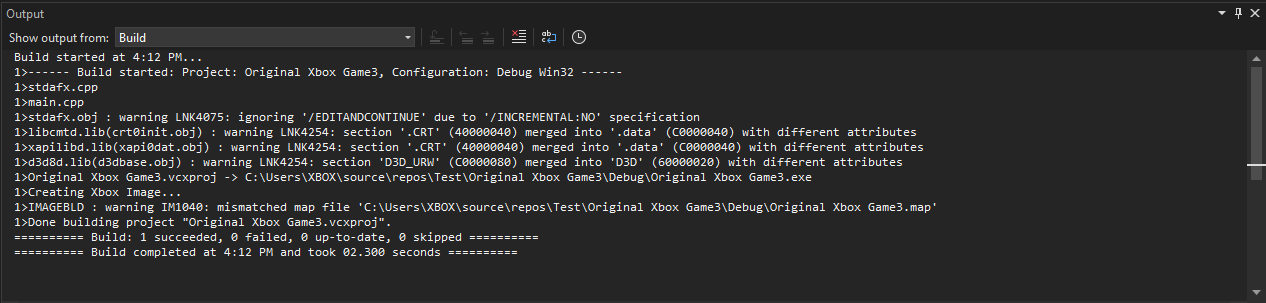 Output
Show output from: Build
Build started at 4:12 PM...
1>------ Build started: Project: Original Xbox Game3, Configuration: Debug Win32 ------
1>stdafx.cpp
1>main.cpp
1>stdafx.obj : warning LNK4075: ignoring '/EDITANDCONTINUE' due to '/INCREMENTAL:NO' specification
1>libcmtd.lib(crt0init.obj) : warning LNK4254: section '.CRT' (40000040) merged into '.data' (C0000040) with different attributes
1>xapilibd.lib(xapi0dat.obj) : warning LNK4254: section '.CRT' (40000040) merged into '.data' (C0000040) with different attributes
1>d3d8d.lib(d3dbase.obj) : warning LNK4254: section 'D3D_URW' (C0000080) merged into 'D3D' (60000020) with different attributes
1>Original Xbox Game3.vcxproj -> C:\Users\XBOX\source\repos\Test\Original Xbox Game3\Debug\Original Xbox Game3.exe
1>Creating Xbox Image...
1>IMAGEBLD : warning IM1040: mismatched map file 'C:\Users\XBOX\source\repos\Test\Original Xbox Game3\Debug\Original Xbox Game3.map'
1>Done building project "Original Xbox Game3.vcxproj".
========== Build: 1 succeeded, 0 failed, 0 up-to-date, 0 skipped ==========
========== Build completed at 4:12 PM and took 02.300 seconds ==========